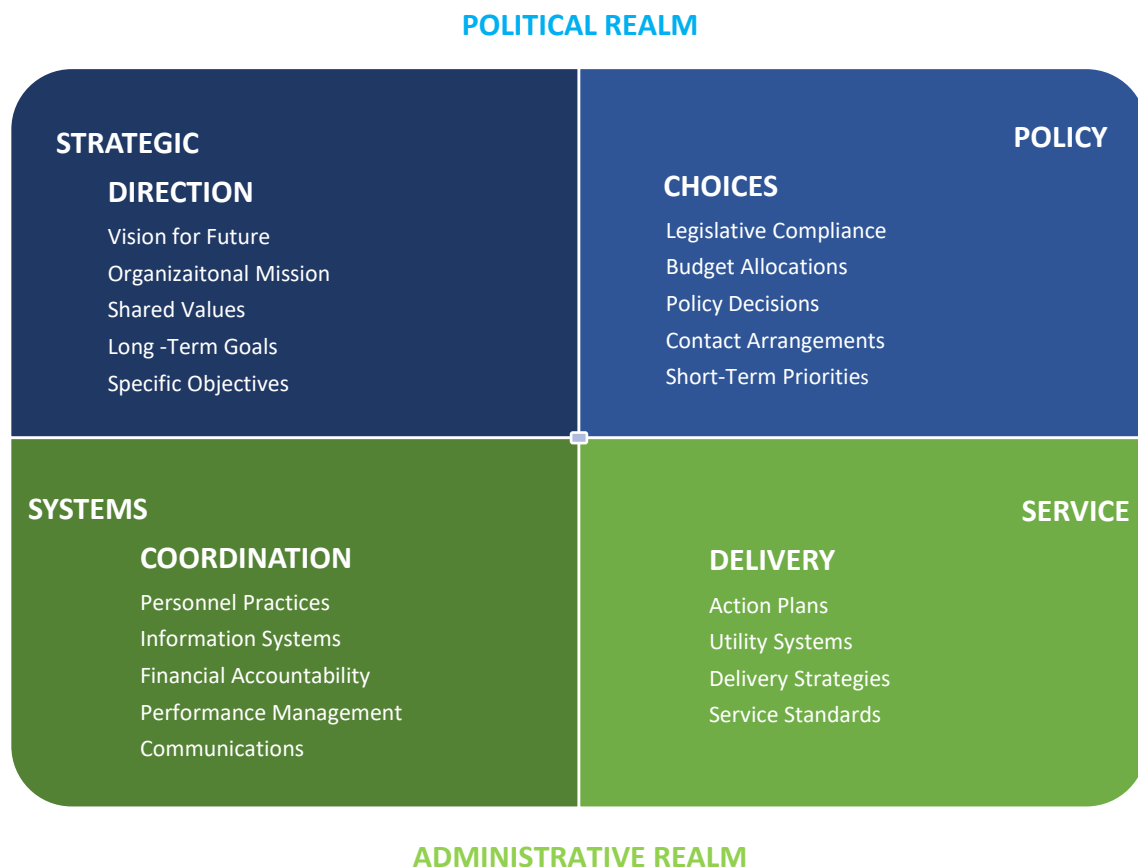 POLITICAL REALM
STRATEGIC
DIRECTION
Vision for Future
Organizaitonal Mission
Shared Values
Long -Term Goals
Specific Objectives
POLICY
CHOICES
Legislative Compliance
Budget Allocations
Policy Decisions
Contact Arrangements
Short-Term Priorities
SYSTEMS
COORDINATION
Personnel Practices
Information Systems
Financial Accountability
Performance Management
Communications
SERVICE
DELIVERY
Action Plans
Utility Systems
Delivery Strategies
Service Standards
ADMINISTRATIVE REALM